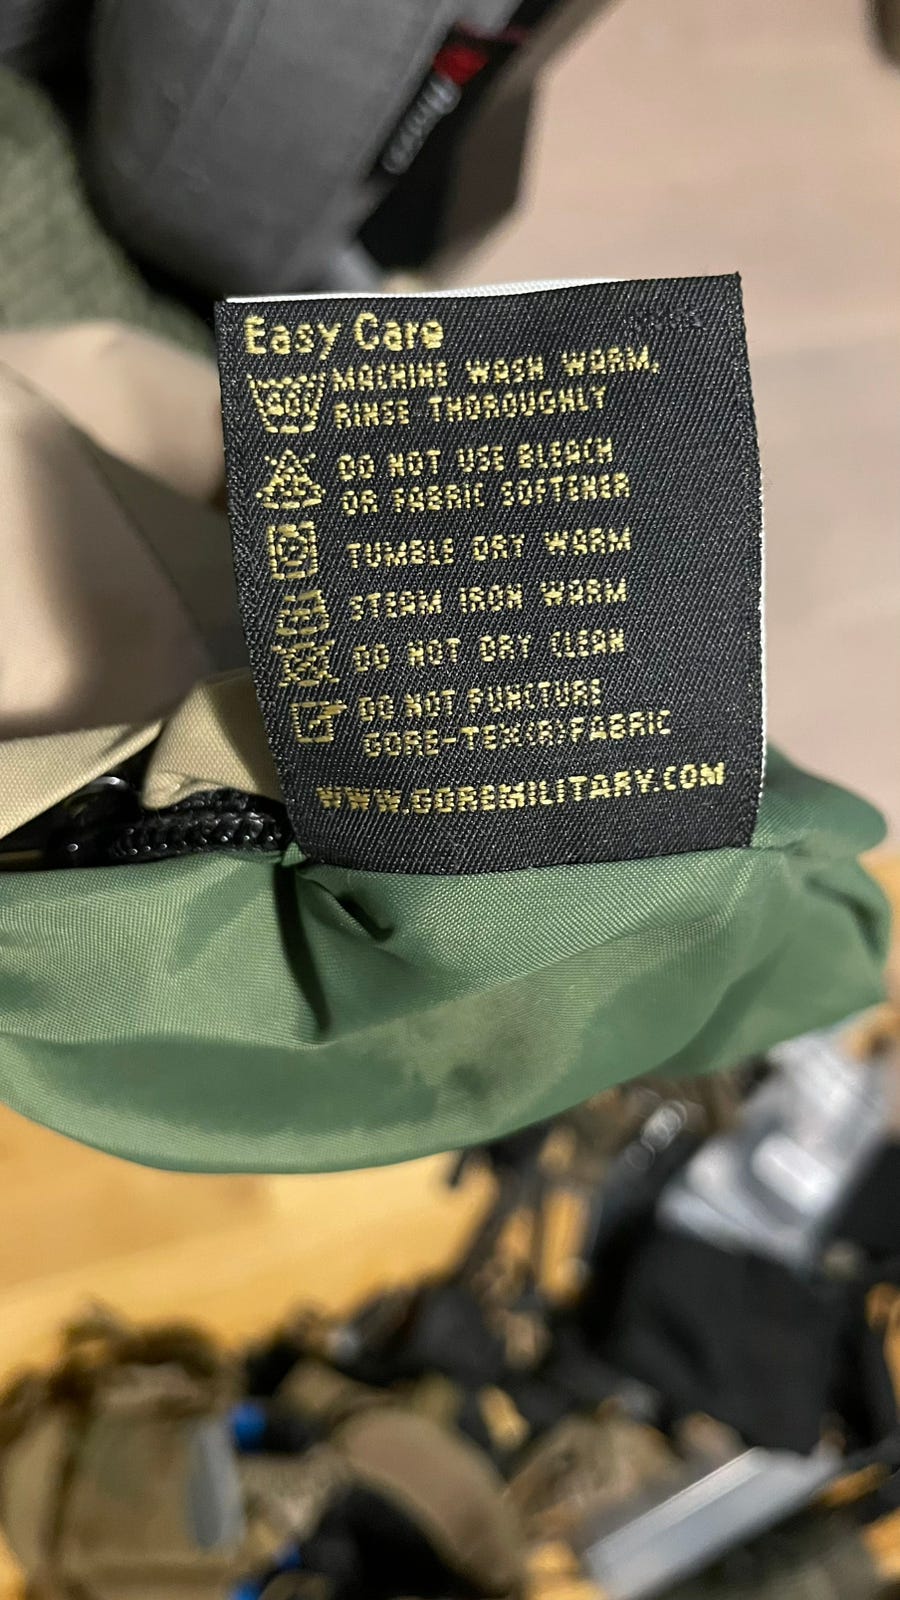 Easy Care
40
MACHINE WASH WARM,
RINSE THOROUGHLY
DO NOT USE BLEACH
OR FABRIC SOFTENER
TUMBLE DRY WARM
STEAM IRON WARM
DO NOT DRY CLEAN
DO NOT PUNCTURE
GORE-TEX(R)FABRIC
WWW.GOREMILITARY.COM